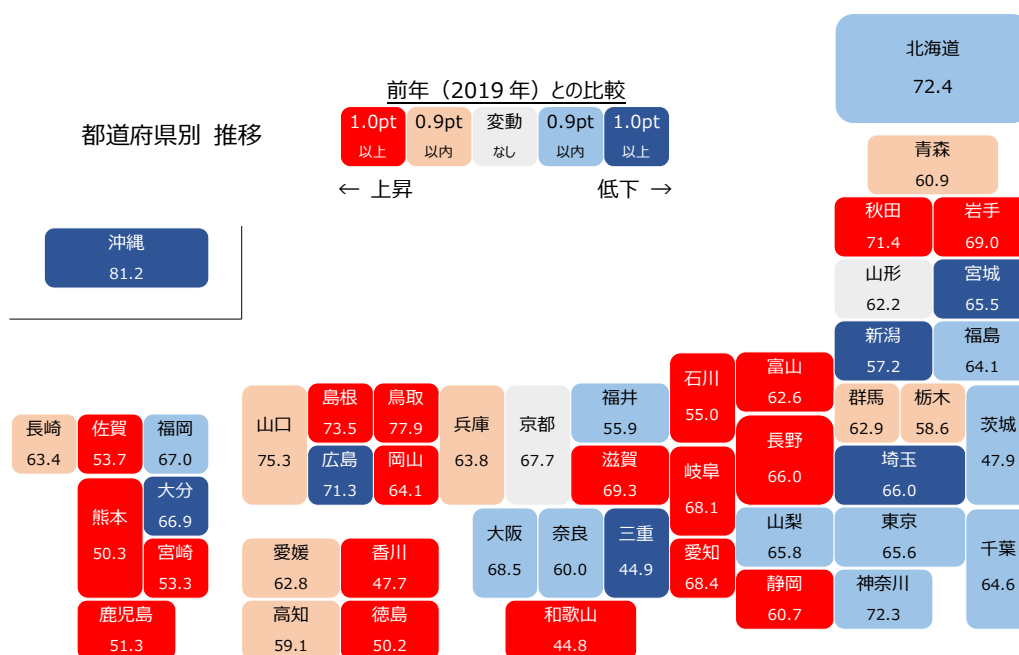 北海道
72.4
前年（2019 年）との比較
都道府県別 推移
1.0pt 以上
0.9pt 以内
変動 なし
0.9pt 以内
1.0pt 以上
← 上昇
低下 →
青森
60.9
秋田
71.4
岩手
69.0
沖縄
81.2
山形
62.2
宮城
65.5
新潟
57.2
福島
64.1
石川
55.0
富山
62.6
群馬
62.9
栃木
58.6
茨城
47.9
長崎
63.4
佐賀
53.7
福岡
67.0
山口
75.3
島根
73.5
鳥取
77.9
兵庫
63.8
京都
67.7
福井
55.9
長野
66.0
埼玉
66.0
広島
71.3
岡山
64.1
滋賀
69.3
岐阜
68.1
熊本
50.3
大分
66.9
大阪
68.5
奈良
60.0
三重
44.9
山梨
65.8
東京
65.6
千葉
64.6
宮崎
53.3
愛媛
62.8
香川
47.7
愛知
68.4
静岡
60.7
神奈川
72.3
鹿児島
51.3
高知
59.1
徳島
50.2
和歌山
44.8